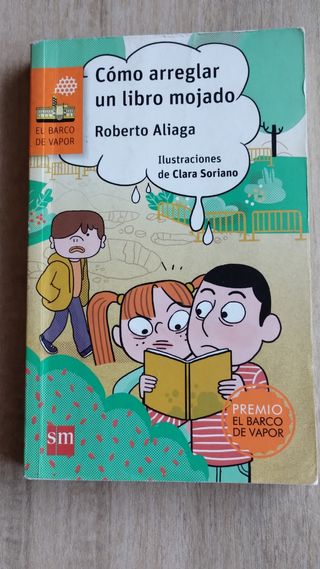 Cómo arreglar
un libro mojado
Roberto Aliaga
Ilustraciones
de Clara Soriano
EL BARCO
DE VAPOR
PREMIO
EL BARCO
DE VAPOR
sm